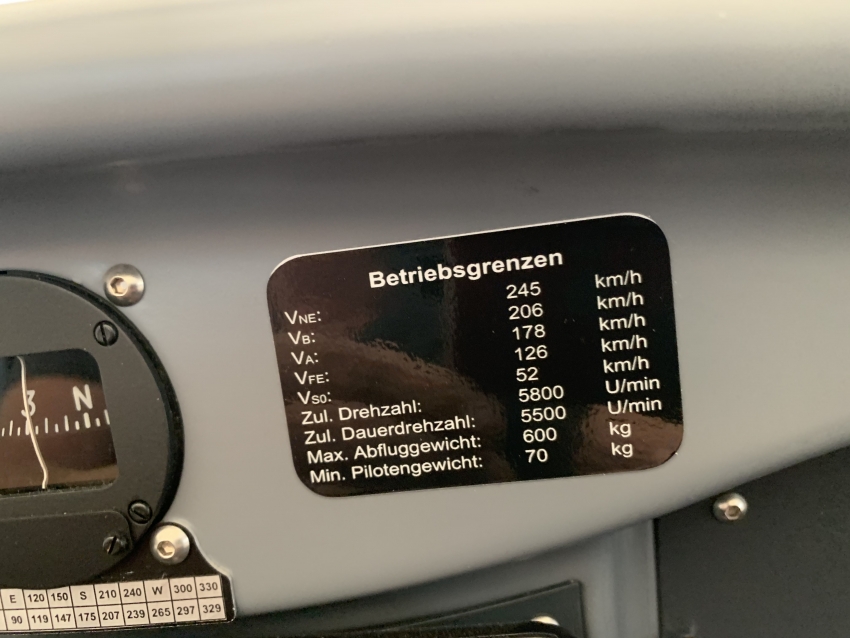 Betriebsgrenzen
VNE: 245 km/h
VB: 206 km/h
VA: 178 km/h
VFE: 126 km/h
VS0: 52 km/h
Zul. Drehzahl: 5800 U/min
Zul. Dauerdrehzahl: 5500 U/min
Max. Abfluggewicht: 600 kg
Min. Pilotengewicht: 70 kg
3 N
E 120 150 S 210 240 W 300 330
90 119 147 175 207 239 265 297 329